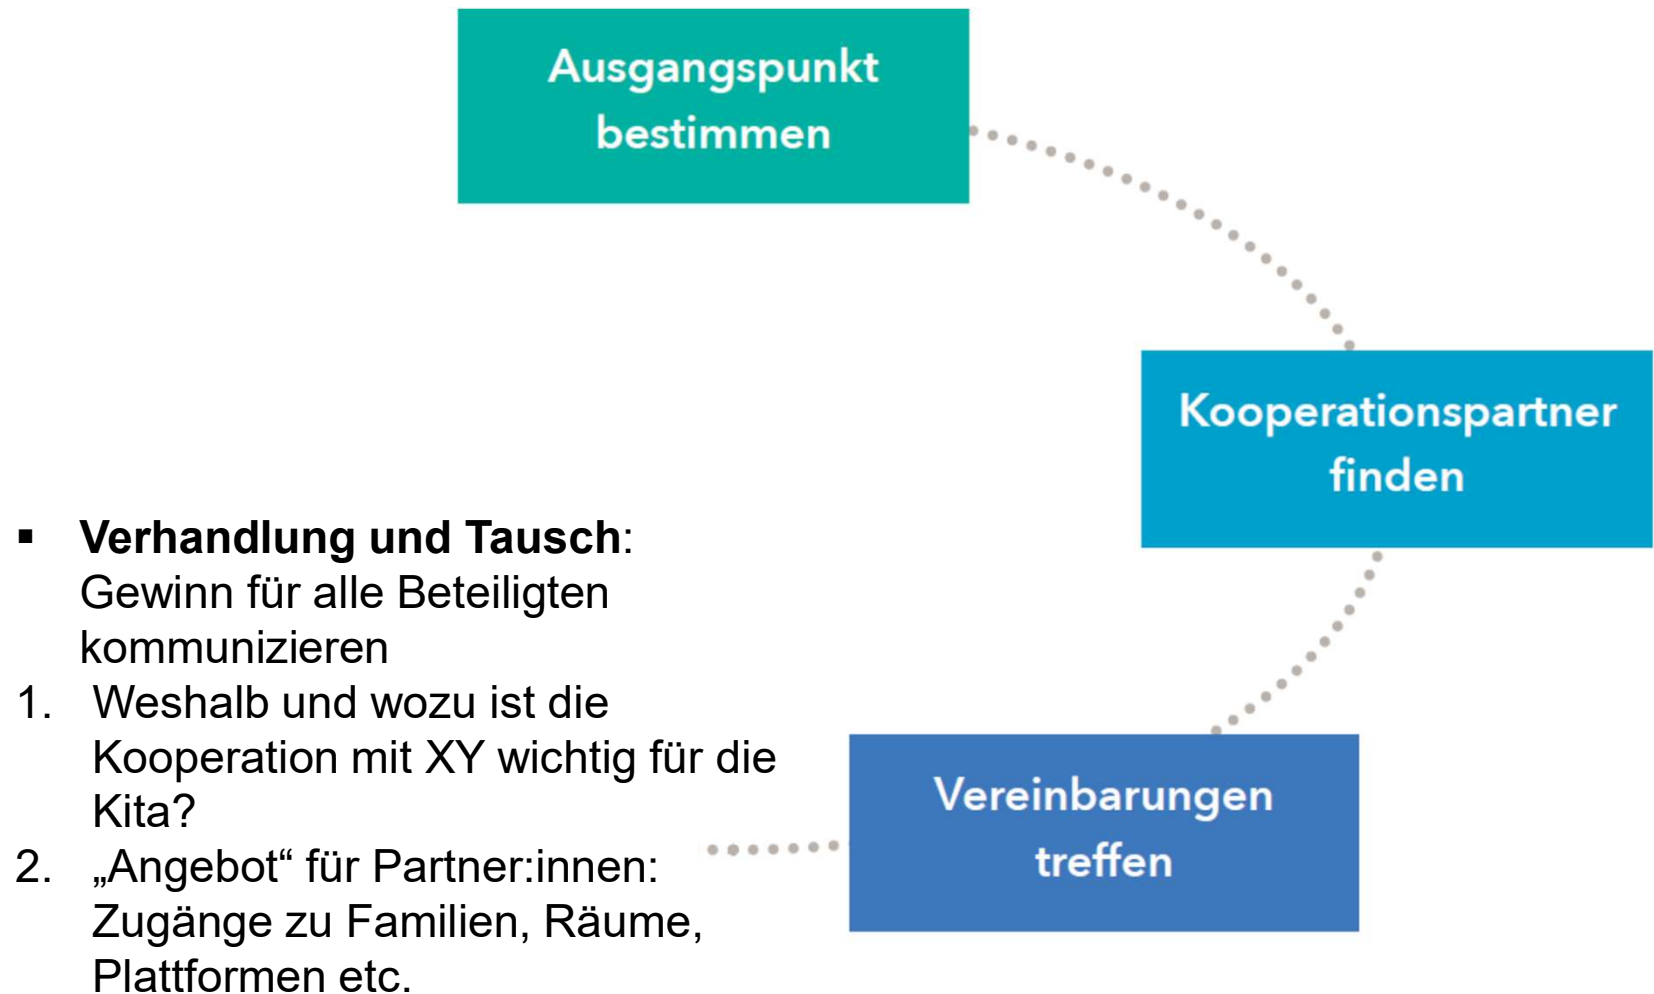 Ausgangspunkt
bestimmen
Kooperationspartner
finden
▪ Verhandlung und Tausch:
Gewinn für alle Beteiligten
kommunizieren
1. Weshalb und wozu ist die
Kooperation mit XY wichtig für die
Kita?
2. „Angebot“ für Partner:innen:
Zugänge zu Familien, Räume,
Plattformen etc.
Vereinbarungen
treffen